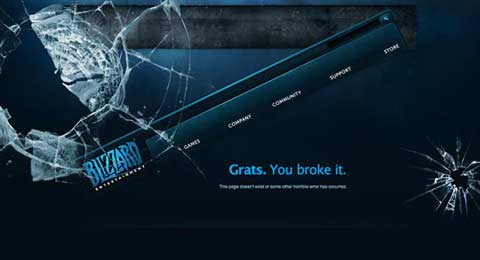 GAMES
COMPANY
COMMUNITY
SUPPORT
STORE
BLIZZARD
ENTERTAINMENT
Grats. You broke it.
This page doesn't exist or some other horrible error has occurred.